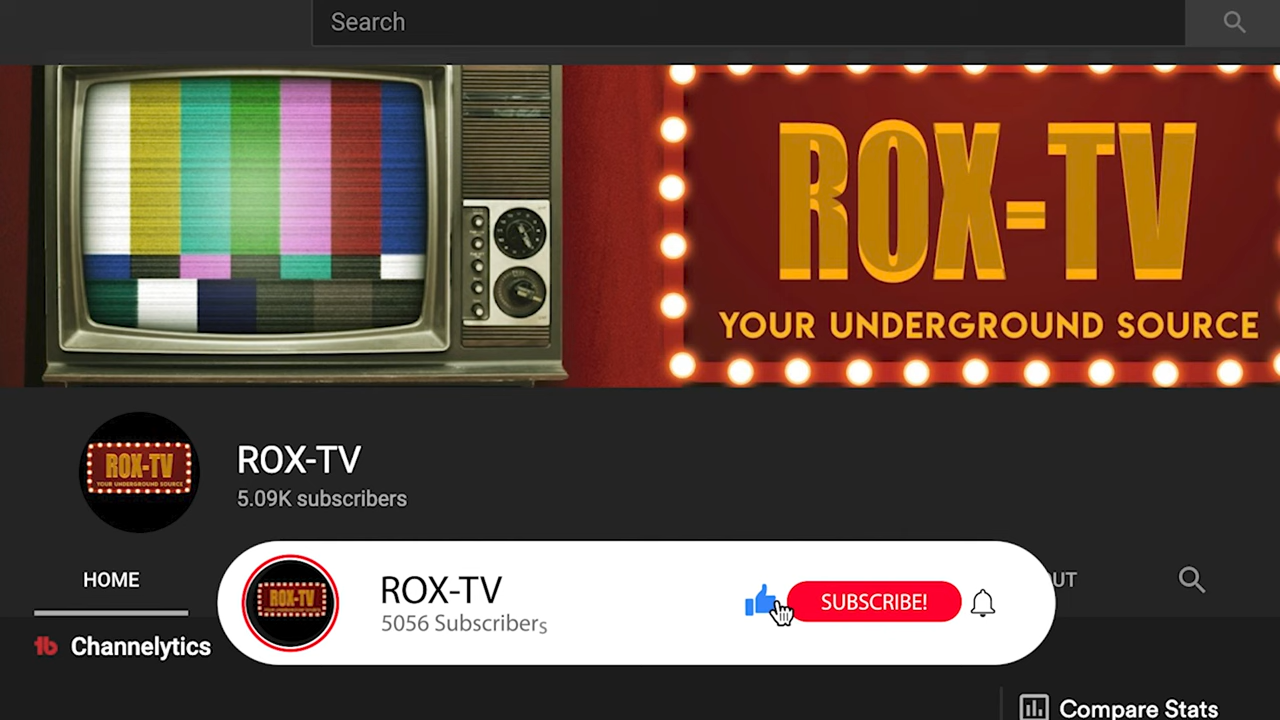 Search
ROX-TV
YOUR UNDERGROUND SOURCE
ROX-TV
YOUR UNDERGROUND SOURCE
ROX-TV
5.09K subscribers
HOME
ROX-TV
ROX-TV
5056 Subscribers
SUBSCRIBE!
Channelytics
Compare Stats